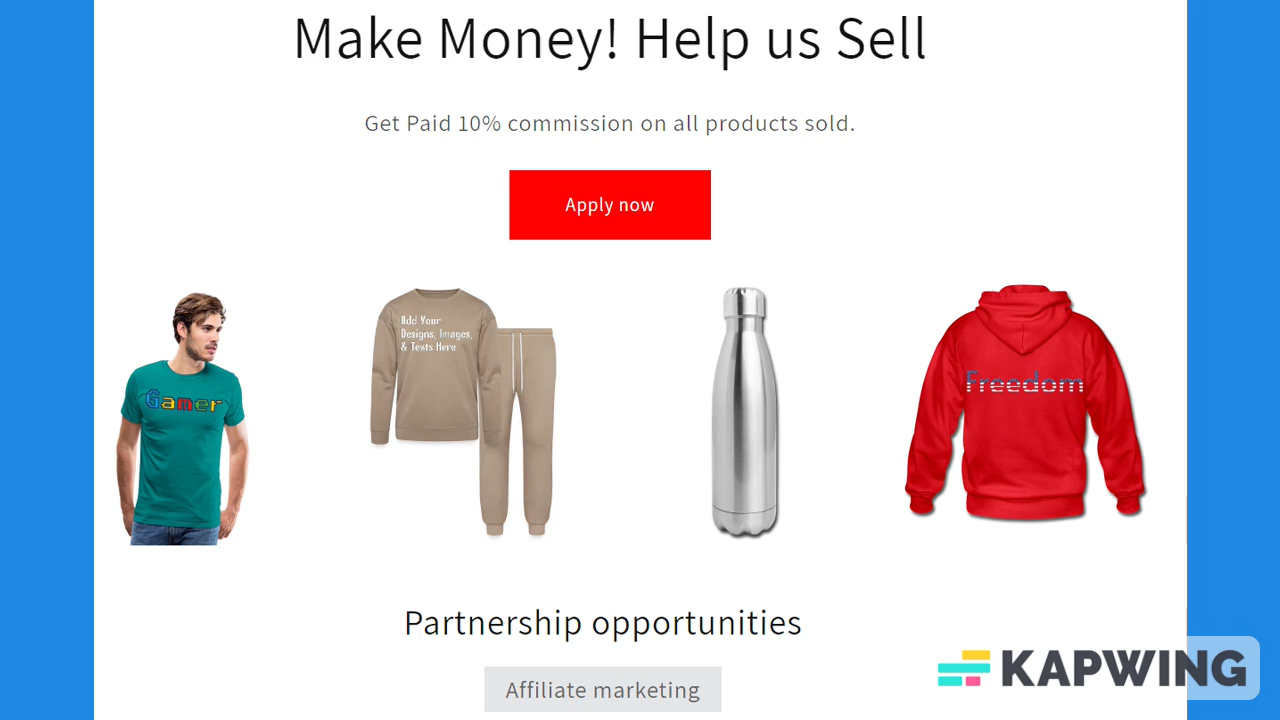 Make Money! Help us Sell
Get Paid 10% commission on all products sold.
Apply now
Gamer
Add Your
Designs, Images,
& Texts Here
Freedom
Partnership opportunities
Affiliate marketing
KAPWING